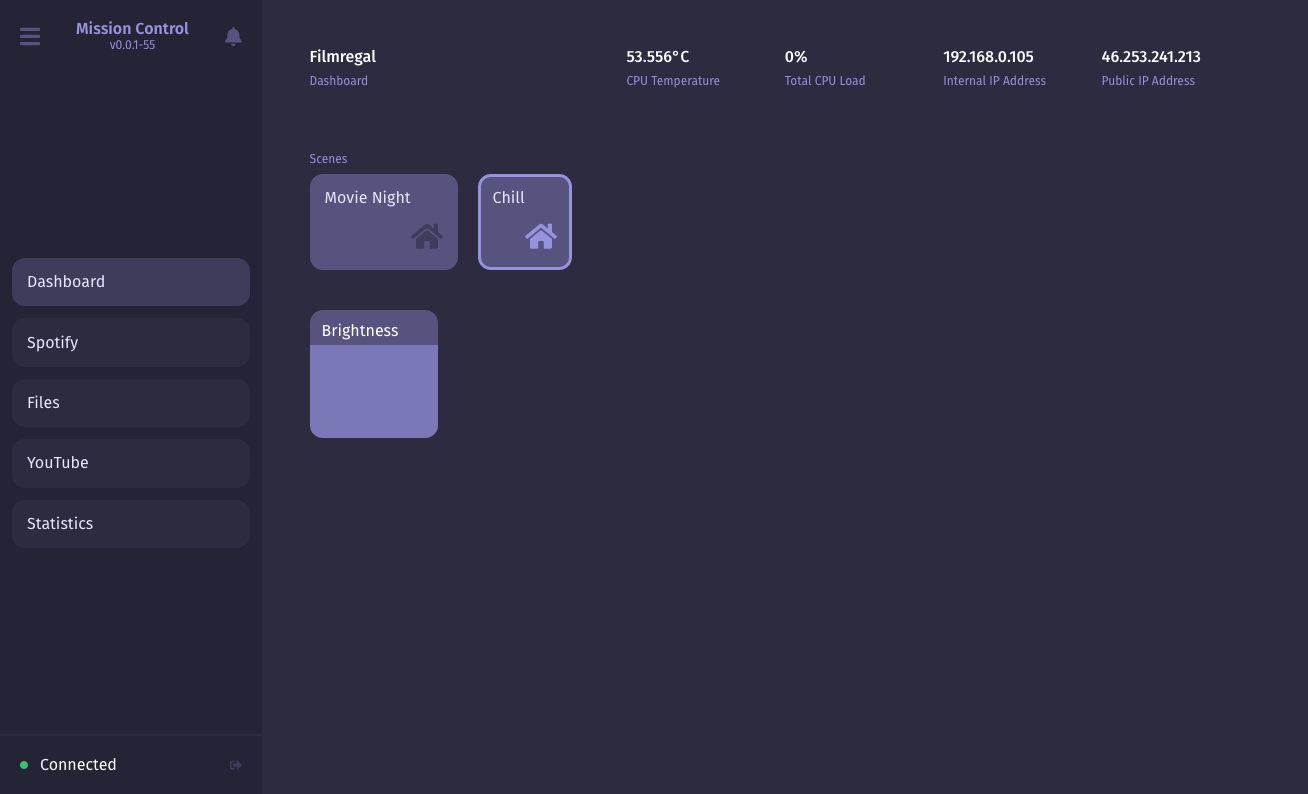 Mission Control
v0.0.1-55
Dashboard
Spotify
Files
YouTube
Statistics
Connected
Filmregal
Dashboard
53.556°C
CPU Temperature
0%
Total CPU Load
192.168.0.105
Internal IP Address
46.253.241.213
Public IP Address
Scenes
Movie Night
Chill
Brightness